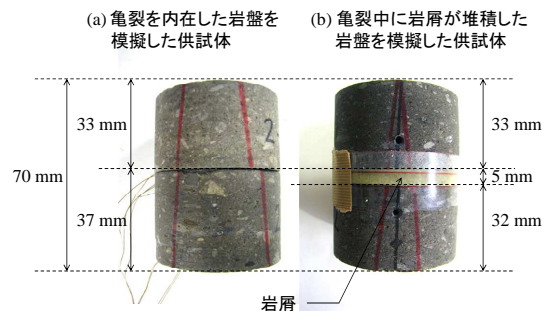 (a) 亀裂を内在した岩盤を
模擬した供試体
(b) 亀裂中に岩屑が堆積した
岩盤を模擬した供試体
33 mm
70 mm
37 mm
2
33 mm
5 mm
32 mm
岩屑